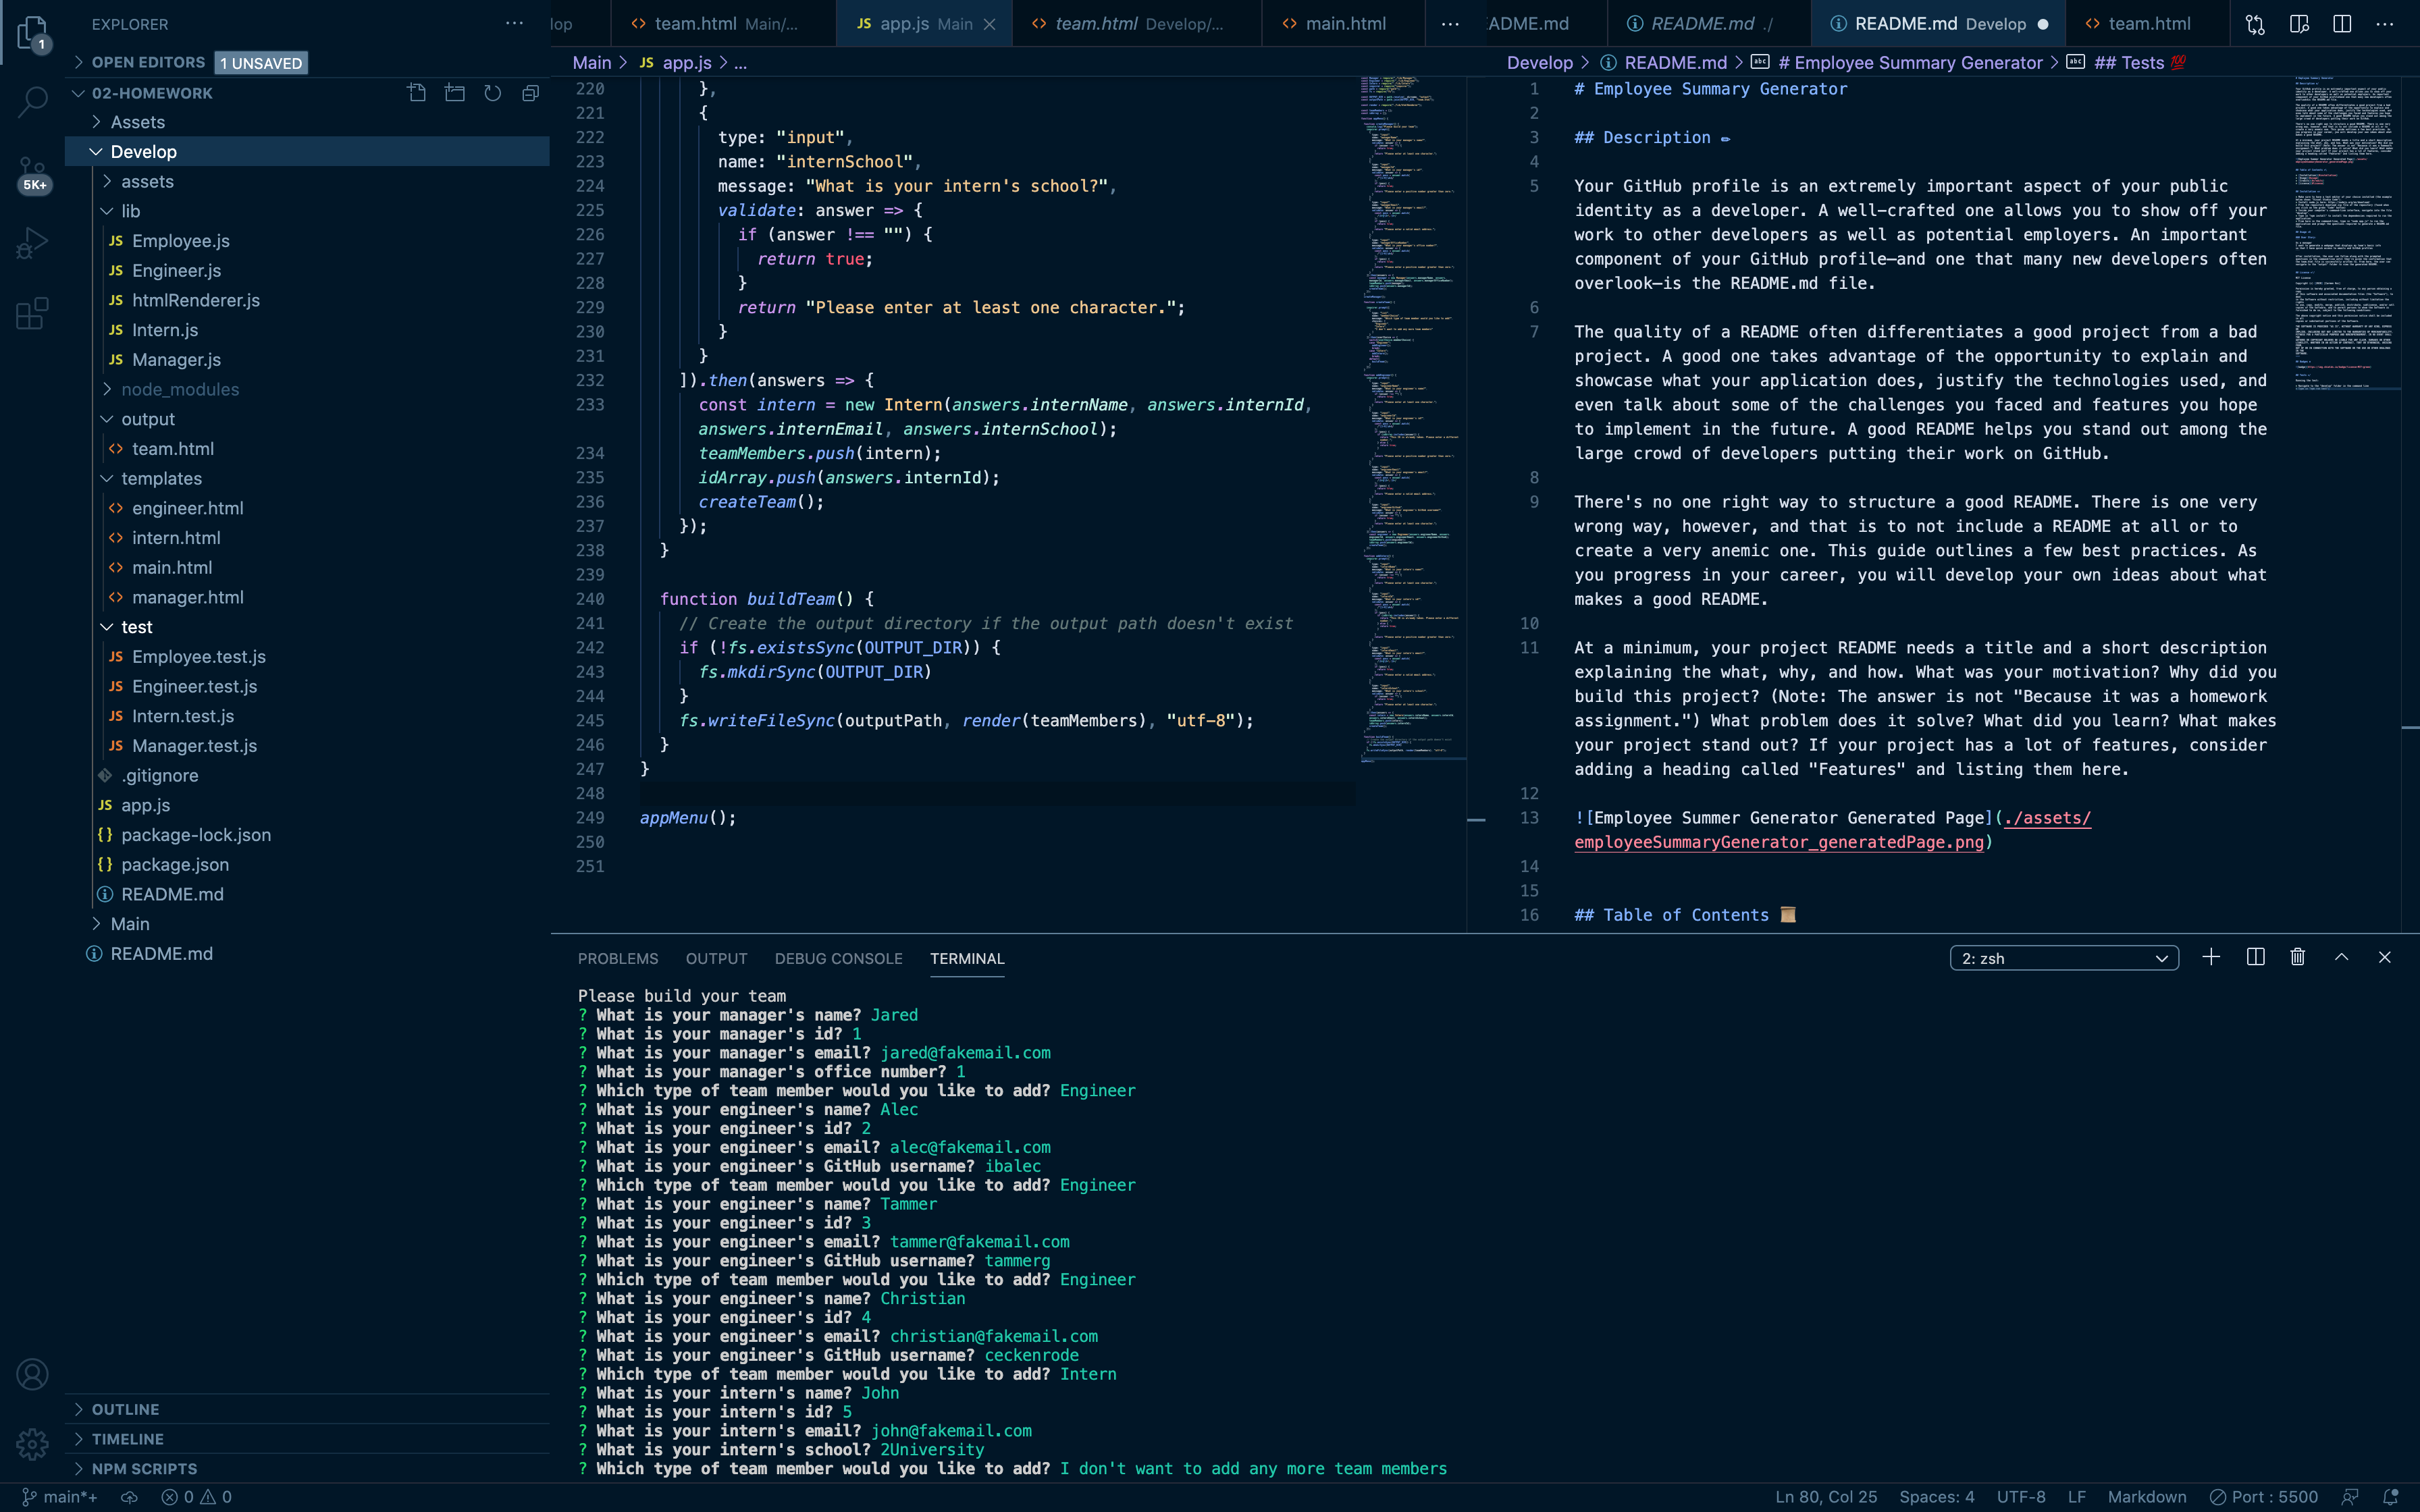 EXPLORER
lop
team.html Main/...
JS app.js Main
team.html Develop/...
main.html
ADME.md
README.md ./
README.md Develop
team.html
1
OPEN EDITORS 1 UNSAVED
Main > JS app.js > ...
Develop > README.md > # Employee Summary Generator > ## Tests 💯
02-HOMEWORK
Assets
Develop
assets
lib
JS Employee.js
JS Engineer.js
JS htmlRenderer.js
JS Intern.js
JS Manager.js
node_modules
output
team.html
templates
engineer.html
intern.html
main.html
manager.html
test
JS Employee.test.js
JS Engineer.test.js
JS Intern.test.js
JS Manager.test.js
.gitignore
JS app.js
{} package-lock.json
{} package.json
README.md
Main
README.md
5K+
OUTLINE
TIMELINE
NPM SCRIPTS
220 },
221 {
222 type: "input",
223 name: "internSchool",
224 message: "What is your intern's school?",
225 validate: answer => {
226 if (answer !== "") {
227 return true;
228 }
229 return "Please enter at least one character.";
230 }
231 }
232 ]).then(answers => {
233 const intern = new Intern(answers.internName, answers.internId,
answers.internEmail, answers.internSchool);
234 teamMembers.push(intern);
235 idArray.push(answers.internId);
236 createTeam();
237 });
238 }
239
240 function buildTeam() {
241 // Create the output directory if the output path doesn't exist
242 if (!fs.existsSync(OUTPUT_DIR)) {
243 fs.mkdirSync(OUTPUT_DIR)
244 }
245 fs.writeFileSync(outputPath, render(teamMembers), "utf-8");
246 }
247 }
248
249 appMenu();
250
251
1 # Employee Summary Generator
2
3 ## Description ✏
4
5 Your GitHub profile is an extremely important aspect of your public
identity as a developer. A well-crafted one allows you to show off your
work to other developers as well as potential employers. An important
component of your GitHub profile—and one that many new developers often
overlook—is the README.md file.
6
7 The quality of a README often differentiates a good project from a bad
project. A good one takes advantage of the opportunity to explain and
showcase what your application does, justify the technologies used, and
even talk about some of the challenges you faced and features you hope
to implement in the future. A good README helps you stand out among the
large crowd of developers putting their work on GitHub.
8
9 There's no one right way to structure a good README. There is one very
wrong way, however, and that is to not include a README at all or to
create a very anemic one. This guide outlines a few best practices. As
you progress in your career, you will develop your own ideas about what
makes a good README.
10
11 At a minimum, your project README needs a title and a short description
explaining the what, why, and how. What was your motivation? Why did you
build this project? (Note: The answer is not "Because it was a homework
assignment.") What problem does it solve? What did you learn? What makes
your project stand out? If your project has a lot of features, consider
adding a heading called "Features" and listing them here.
12
13 ![Employee Summer Generator Generated Page](./assets/
employeeSummaryGenerator_generatedPage.png)
14
15
16 ## Table of Contents 📜
PROBLEMS OUTPUT DEBUG CONSOLE TERMINAL
2: zsh
Please build your team
? What is your manager's name? Jared
? What is your manager's id? 1
? What is your manager's email? jared@fakemail.com
? What is your manager's office number? 1
? Which type of team member would you like to add? Engineer
? What is your engineer's name? Alec
? What is your engineer's id? 2
? What is your engineer's email? alec@fakemail.com
? What is your engineer's GitHub username? ibalec
? Which type of team member would you like to add? Engineer
? What is your engineer's name? Tammer
? What is your engineer's id? 3
? What is your engineer's email? tammer@fakemail.com
? What is your engineer's GitHub username? tammerg
? Which type of team member would you like to add? Engineer
? What is your engineer's name? Christian
? What is your engineer's id? 4
? What is your engineer's email? christian@fakemail.com
? What is your engineer's GitHub username? ceckenrode
? Which type of team member would you like to add? Intern
? What is your intern's name? John
? What is your intern's id? 5
? What is your intern's email? john@fakemail.com
? What is your intern's school? 2University
? Which type of team member would you like to add? I don't want to add any more team members
main*+
0 0
Ln 80, Col 25 Spaces: 4 UTF-8 LF Markdown Port : 5500